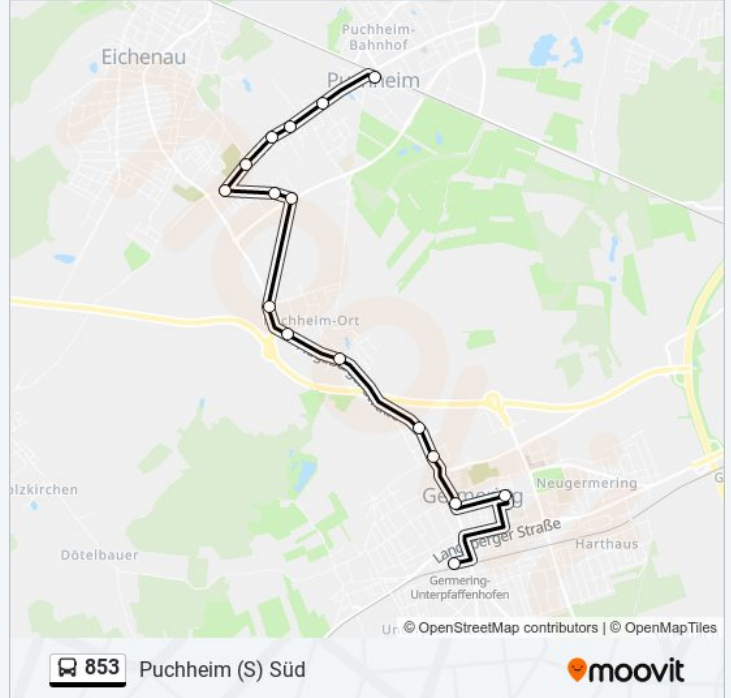 Puchheim-
Bahnhof
Eichenau
Puchheim
chheim-Ort
Germering
Neugermering
olzkirchen
Landsberger Straße
Dötelbauer
Harthaus
Germering-
Unterpfaffenhofen
© OpenStreetMap contributors | © OpenMapTiles
853 Puchheim (S) Süd
moovit